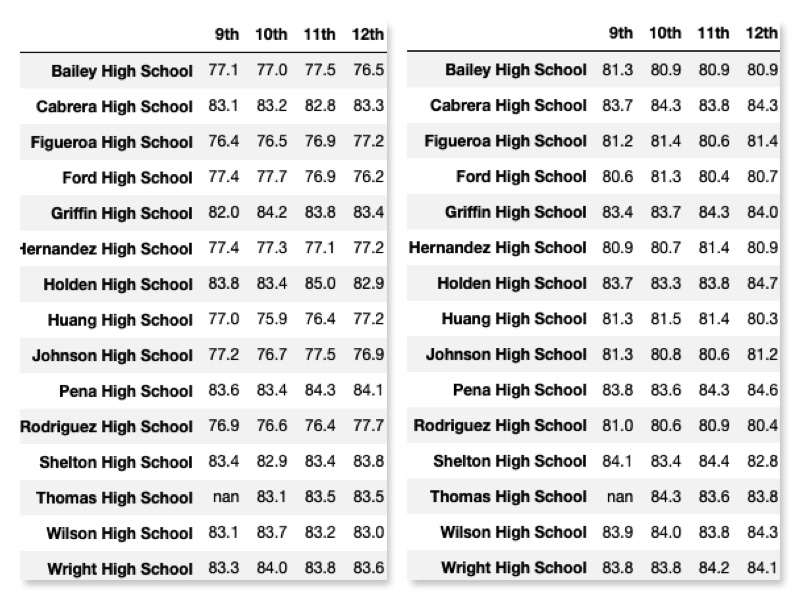 9th 10th 11th 12th
Bailey High School 77.1 77.0 77.5 76.5
Cabrera High School 83.1 83.2 82.8 83.3
Figueroa High School 76.4 76.5 76.9 77.2
Ford High School 77.4 77.7 76.9 76.2
Griffin High School 82.0 84.2 83.8 83.4
Hernandez High School 77.4 77.3 77.1 77.2
Holden High School 83.8 83.4 85.0 82.9
Huang High School 77.0 75.9 76.4 77.2
Johnson High School 77.2 76.7 77.5 76.9
Pena High School 83.6 83.4 84.3 84.1
Rodriguez High School 76.9 76.6 76.4 77.7
Shelton High School 83.4 82.9 83.4 83.8
Thomas High School nan 83.1 83.5 83.5
Wilson High School 83.1 83.7 83.2 83.0
Wright High School 83.3 84.0 83.8 83.6
9th 10th 11th 12th
Bailey High School 81.3 80.9 80.9 80.9
Cabrera High School 83.7 84.3 83.8 84.3
Figueroa High School 81.2 81.4 80.6 81.4
Ford High School 80.6 81.3 80.4 80.7
Griffin High School 83.4 83.7 84.3 84.0
Hernandez High School 80.9 80.7 81.4 80.9
Holden High School 83.7 83.3 83.8 84.7
Huang High School 81.3 81.5 81.4 80.3
Johnson High School 81.3 80.8 80.6 81.2
Pena High School 83.8 83.6 84.3 84.6
Rodriguez High School 81.0 80.6 80.9 80.4
Shelton High School 84.1 83.4 84.4 82.8
Thomas High School nan 84.3 83.6 83.8
Wilson High School 83.9 84.0 83.8 84.3
Wright High School 83.8 83.8 84.2 84.1